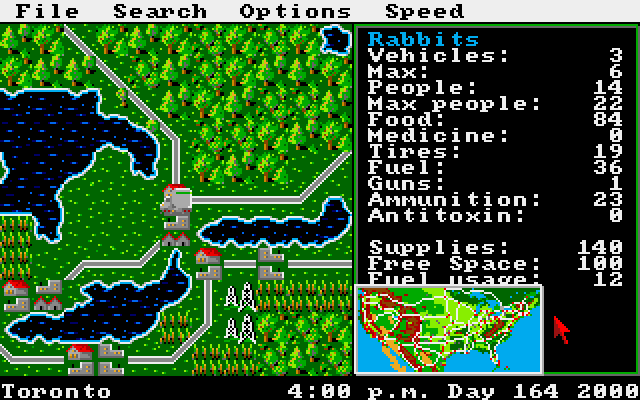 File Search Options Speed
Rabbits
Vehicles: 3
Max: 6
People: 14
Max people: 22
Food: 84
Medicine: 0
Tires: 19
Fuel: 36
Guns: 1
Ammunition: 23
Antitoxin: 0
Supplies: 140
Free Space: 100
Fuel usage: 12
Toronto 4:00 p.m. Day 164 2000